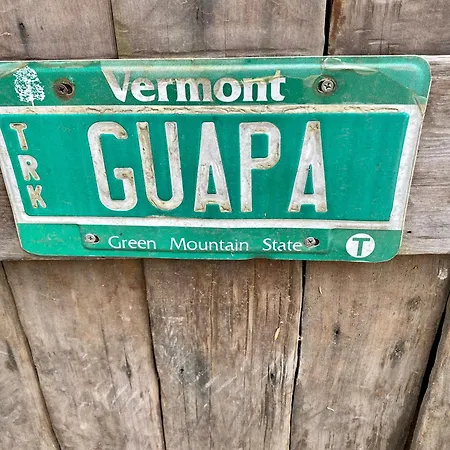 Vermont
TRK
GUAPA
Green Mountain State T